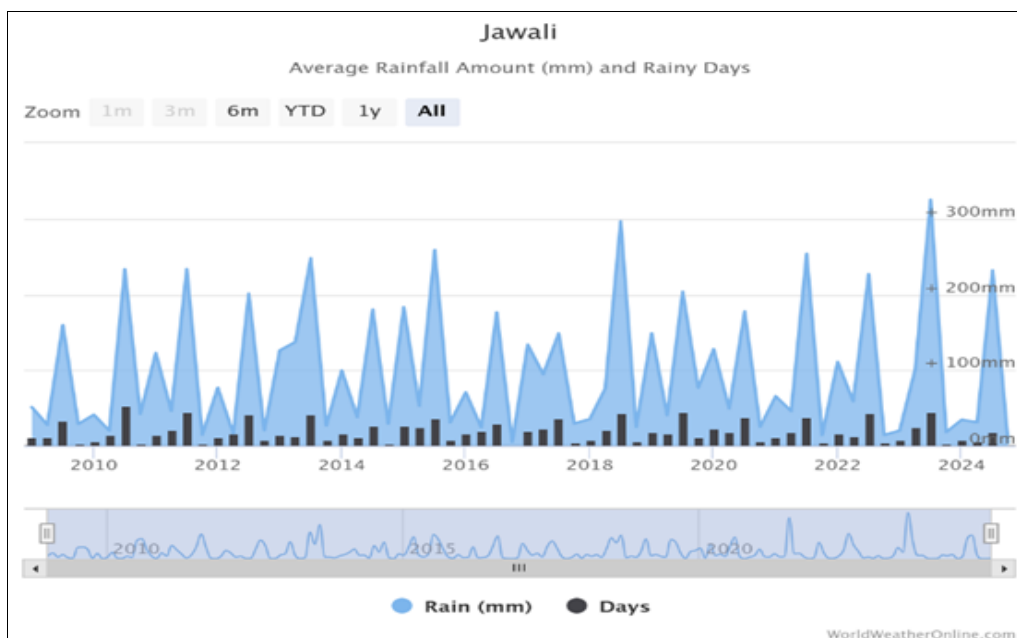 Jawali
Average Rainfall Amount (mm) and Rainy Days
Zoom 1m 3m 6m YTD 1y All
300mm
200mm
100mm
0mm
2010 2012 2014 2016 2018 2020 2022 2024
2010 2015 2020
Rain (mm) Days
WorldWeatherOnline.com